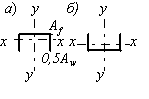 а) y б) y
A_f
x x x x
0,5A_w
y y